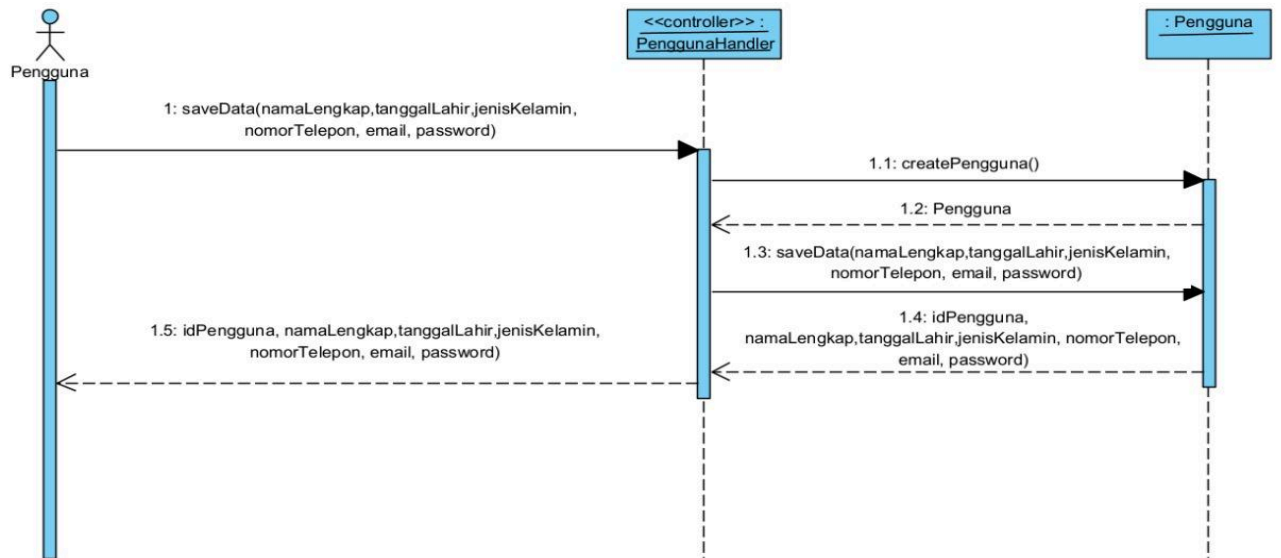 <<controller>> :
PenggunaHandler
: Pengguna
Pengguna
1: saveData(namaLengkap,tanggalLahir,jenisKelamin,
nomorTelepon, email, password)
1.1: createPengguna()
1.2: Pengguna
1.3: saveData(namaLengkap,tanggalLahir,jenisKelamin,
nomorTelepon, email, password)
1.4: idPengguna,
namaLengkap,tanggalLahir,jenisKelamin, nomorTelepon,
email, password)
1.5: idPengguna, namaLengkap,tanggalLahir,jenisKelamin,
nomorTelepon, email, password)